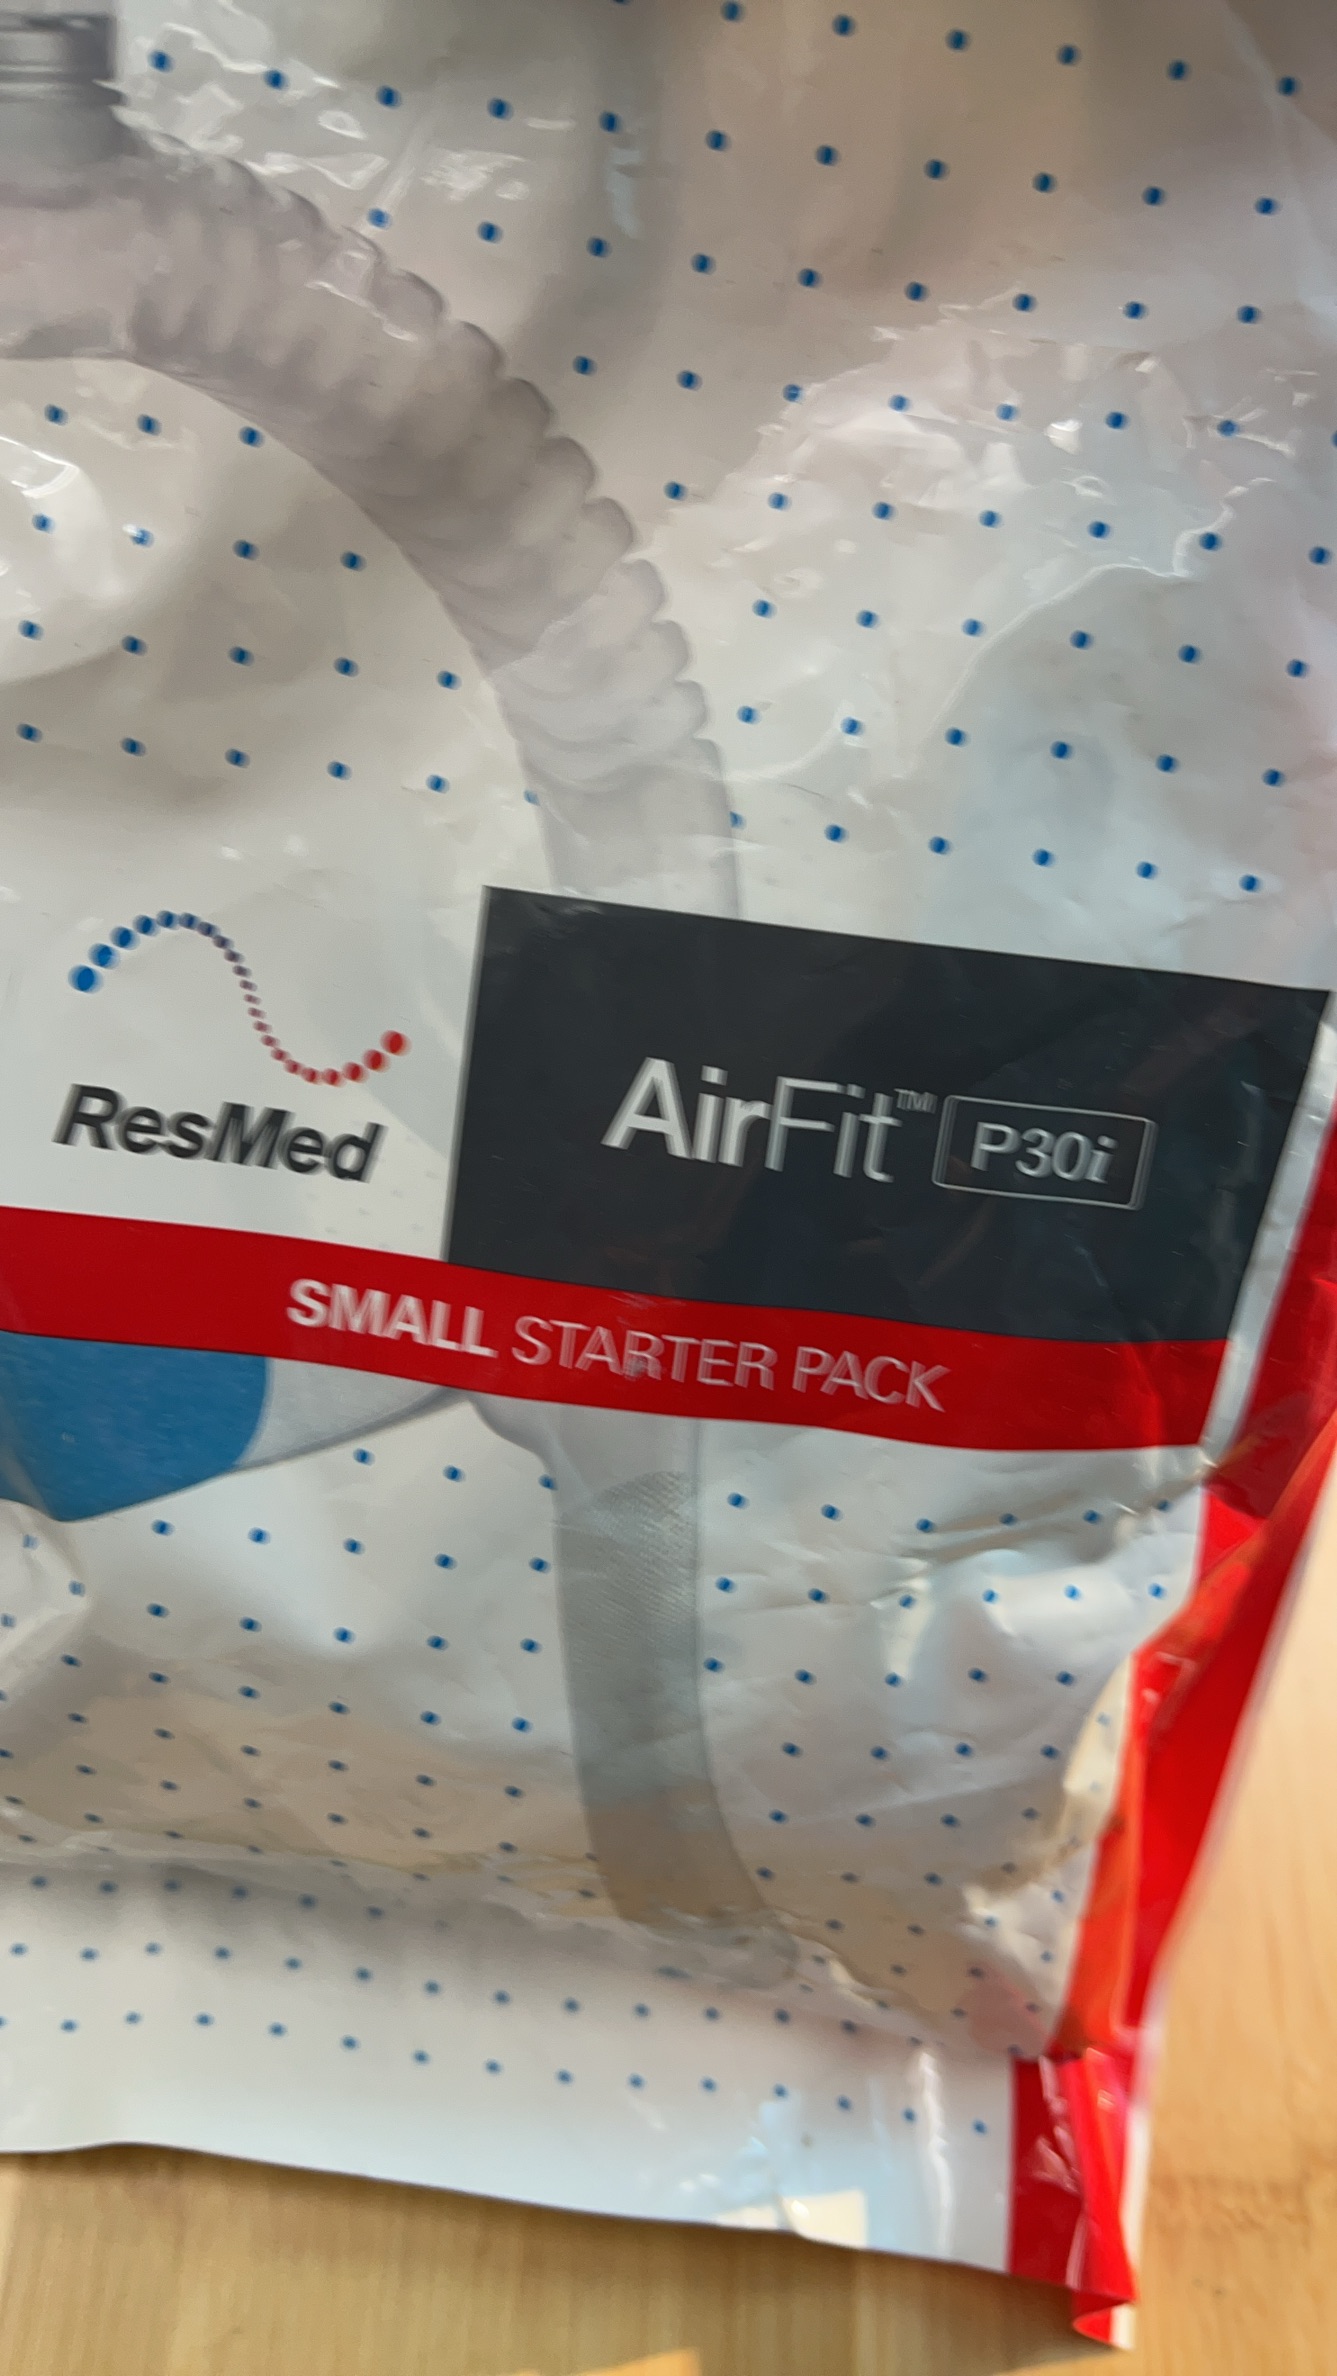 ResMed
AirFit™ P30i
SMALL STARTER PACK